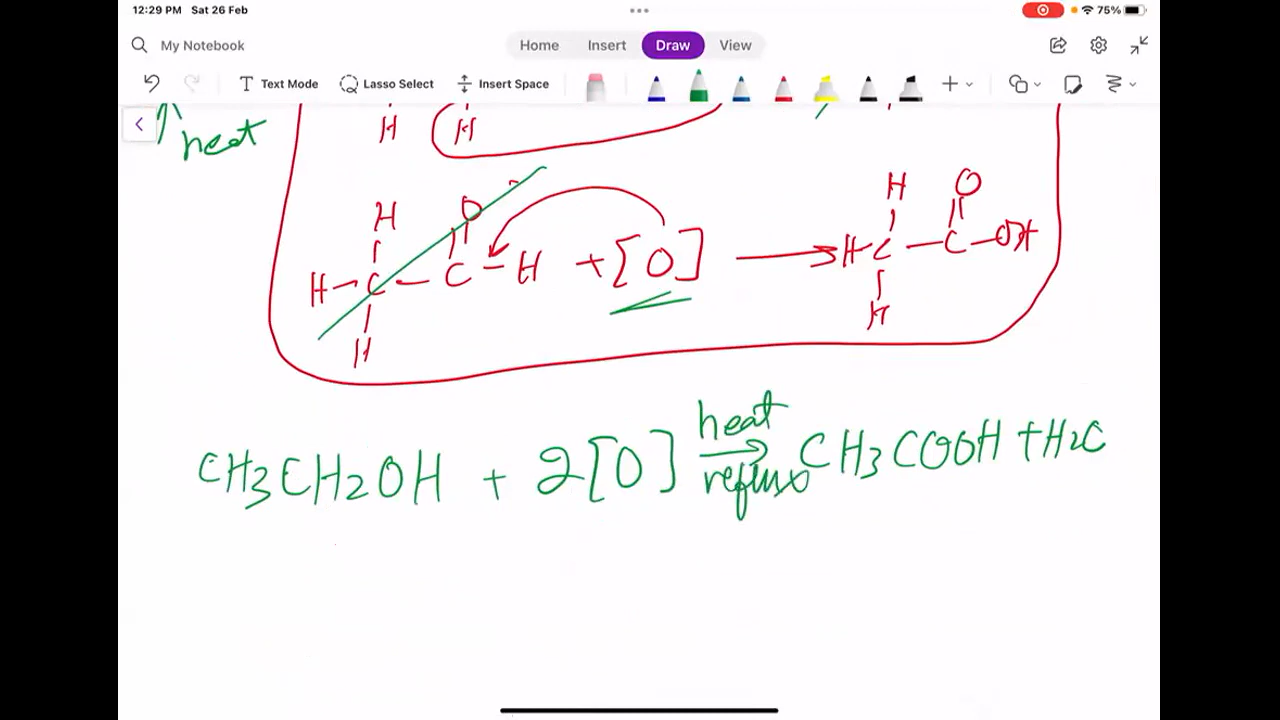 12:29 PM Sat 26 Feb 75%
My Notebook Home Insert Draw View
Text Mode Lasso Select Insert Space
H H
heat
H O H O
H - C - C - H + [O] → H - C - C - OH
H H
heat
CH3CH2OH + 2[O] → CH3COOH + H2C
reflux